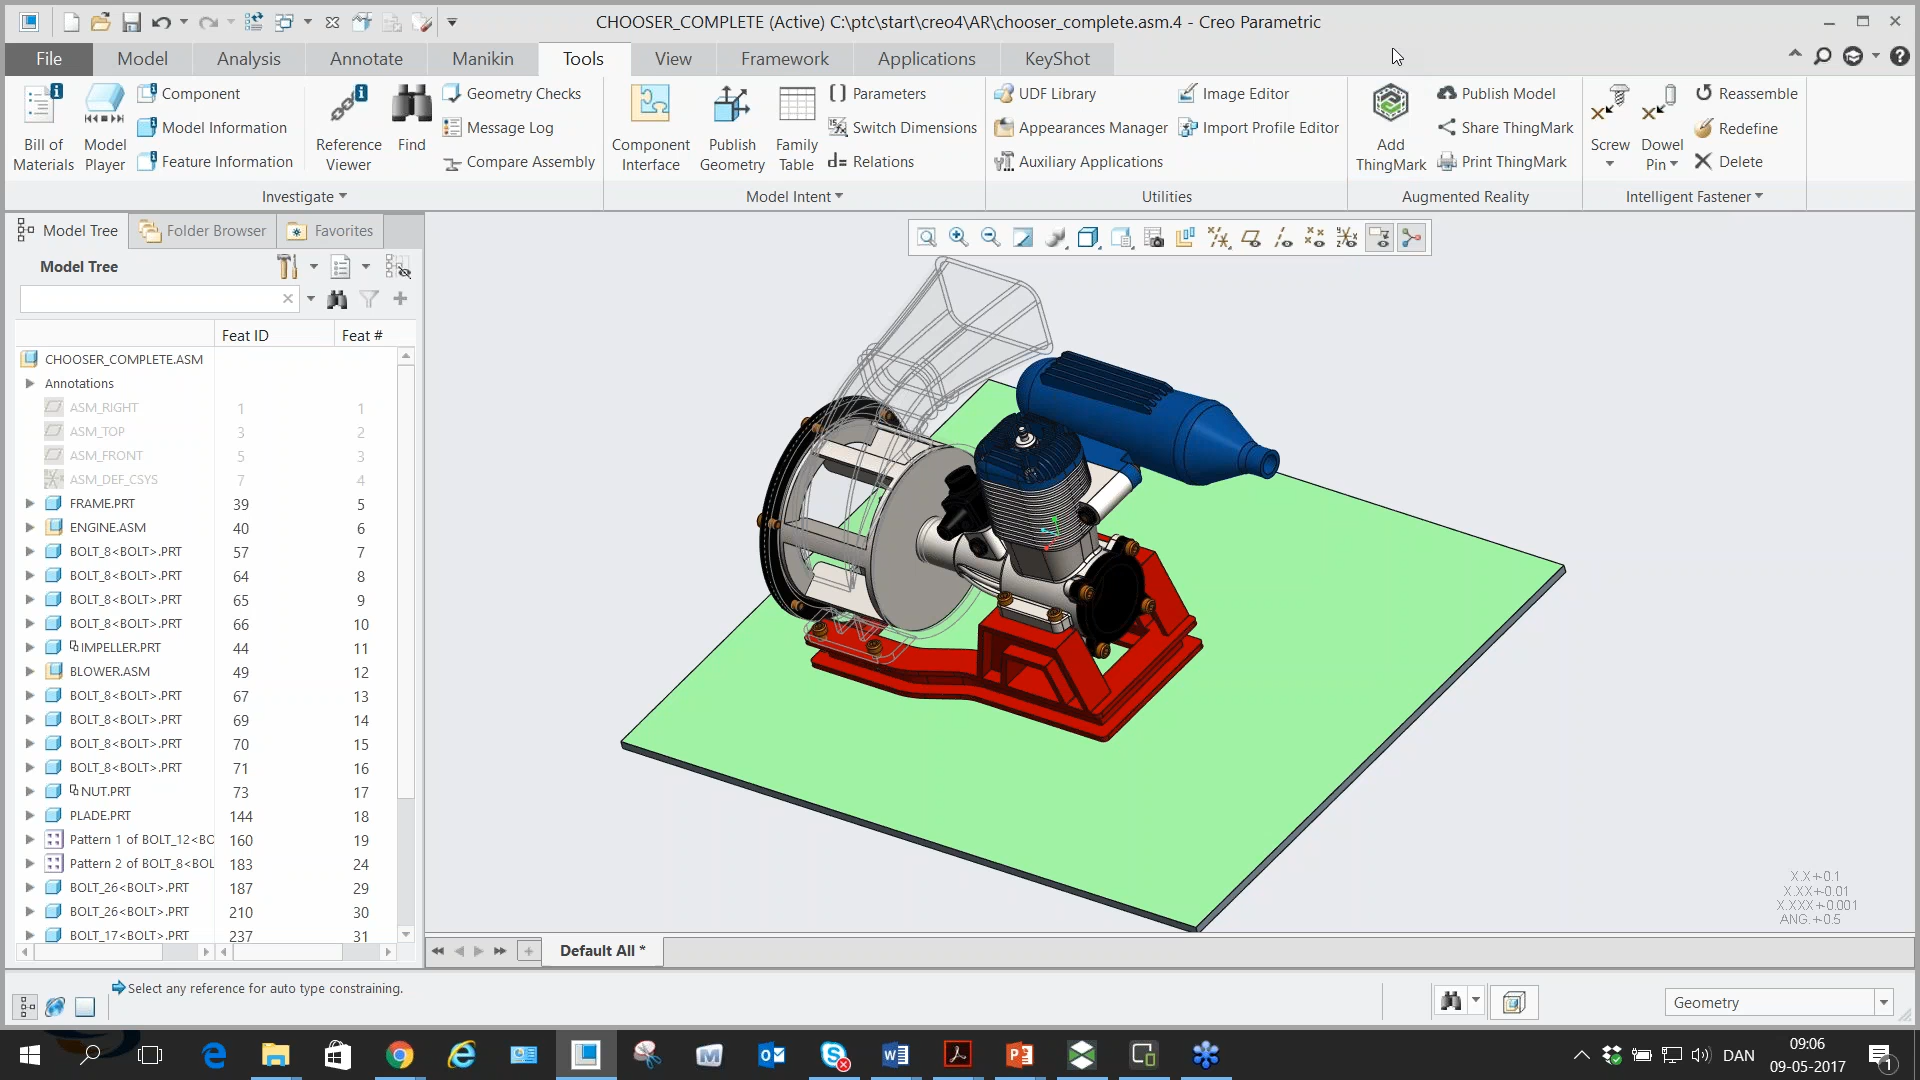 CHOOSER_COMPLETE (Active) C:\ptc\start\creo4\AR\chooser_complete.asm.4 - Creo Parametric
File Model Analysis Annotate Manikin Tools View Framework Applications KeyShot
Bill of Materials
Model Player
Component
Model Information
Feature Information
Reference Viewer
Find
Geometry Checks
Message Log
Compare Assembly
Investigate
Component Interface
Publish Geometry
Family Table
Parameters
Switch Dimensions
Relations
Model Intent
UDF Library
Appearances Manager
Auxiliary Applications
Image Editor
Import Profile Editor
Utilities
Add ThingMark
Publish Model
Share ThingMark
Print ThingMark
Augmented Reality
Screw
Dowel Pin
Reassemble
Redefine
Delete
Intelligent Fastener
Model Tree Folder Browser Favorites
Model Tree
Feat ID Feat #
CHOOSER_COMPLETE.ASM
Annotations
ASM_RIGHT 1 1
ASM_TOP 3 2
ASM_FRONT 5 3
ASM_DEF_CSYS 7 4
FRAME.PRT 39 5
ENGINE.ASM 40 6
BOLT_8<BOLT>.PRT 57 7
BOLT_8<BOLT>.PRT 64 8
BOLT_8<BOLT>.PRT 65 9
BOLT_8<BOLT>.PRT 66 10
IMPELLER.PRT 44 11
BLOWER.ASM 49 12
BOLT_8<BOLT>.PRT 67 13
BOLT_8<BOLT>.PRT 69 14
BOLT_8<BOLT>.PRT 70 15
BOLT_8<BOLT>.PRT 71 16
NUT.PRT 73 17
PLADE.PRT 144 18
Pattern 1 of BOLT_12<BO 160 19
Pattern 2 of BOLT_8<BOL 183 24
BOLT_26<BOLT>.PRT 187 29
BOLT_26<BOLT>.PRT 210 30
BOLT_17<BOLT>.PRT 237 31
X.X+-0.1
X.XX+-0.01
X.XXX+-0.001
ANG.+-0.5
Default All *
Select any reference for auto type constraining.
Geometry
DAN
09:06
09-05-2017
1